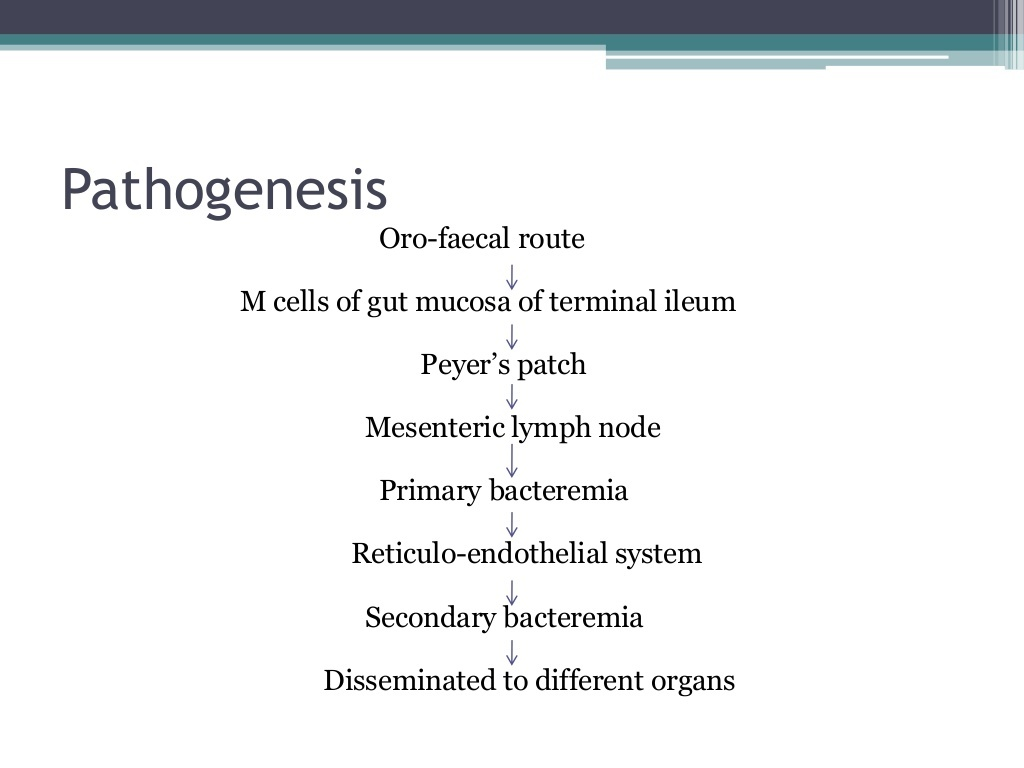 Pathogenesis
Oro-faecal route
M cells of gut mucosa of terminal ileum
Peyer’s patch
Mesenteric lymph node
Primary bacteremia
Reticulo-endothelial system
Secondary bacteremia
Disseminated to different organs